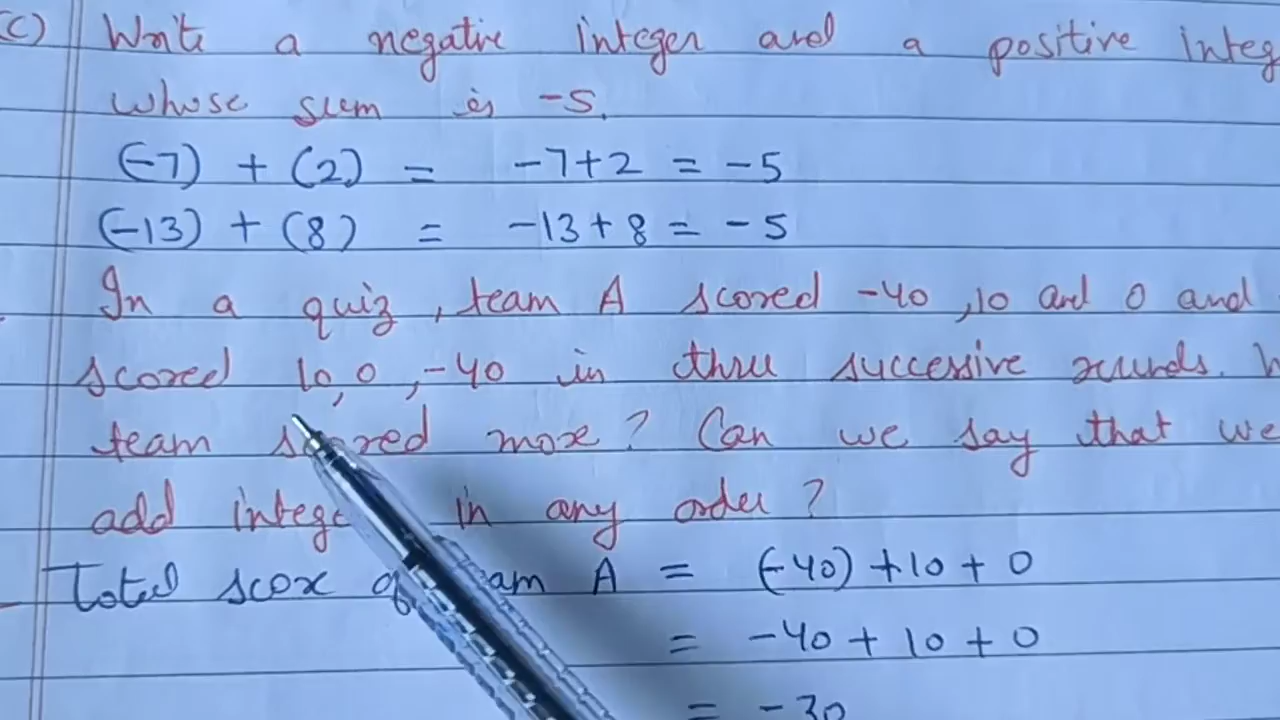 (C) Write a negative integer and a positive integ
whose sum is -5.
(-7) + (2) = -7+2 = -5
(-13) + (8) = -13+8 = -5
In a quiz, team A scored -40, 10 and 0 and
scored 10, 0, -40 in three successive rounds.
team scored more? Can we say that we
add intege in any order?
Total score of eam A = (-40) +10 + 0
= -40 + 10 + 0
= -30